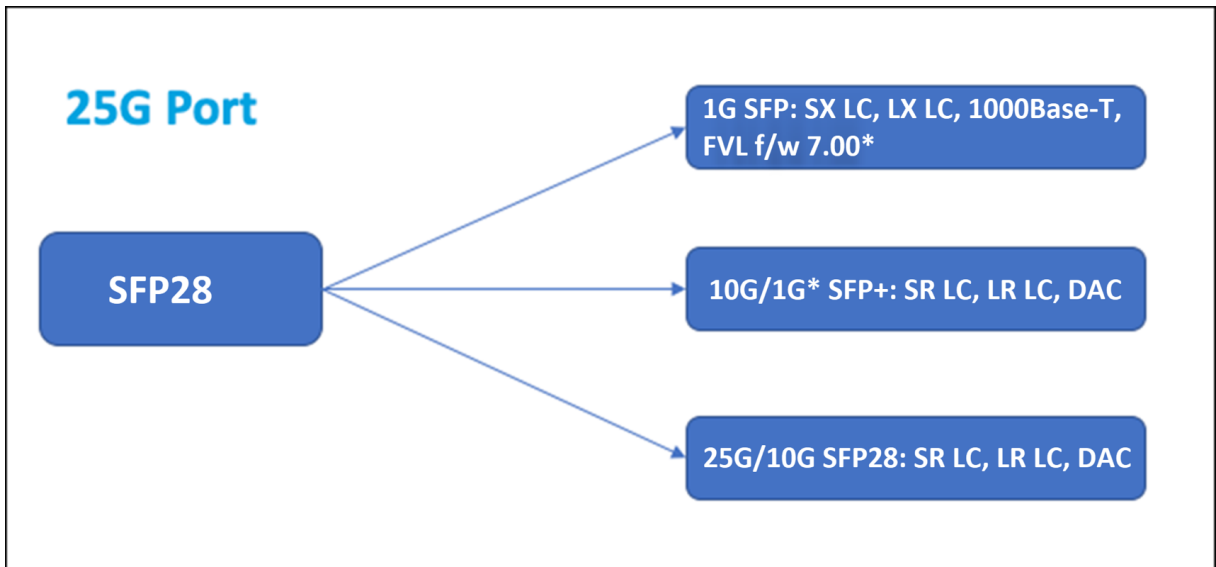 25G Port
SFP28
1G SFP: SX LC, LX LC, 1000Base-T,
FVL f/w 7.00*
10G/1G* SFP+: SR LC, LR LC, DAC
25G/10G SFP28: SR LC, LR LC, DAC